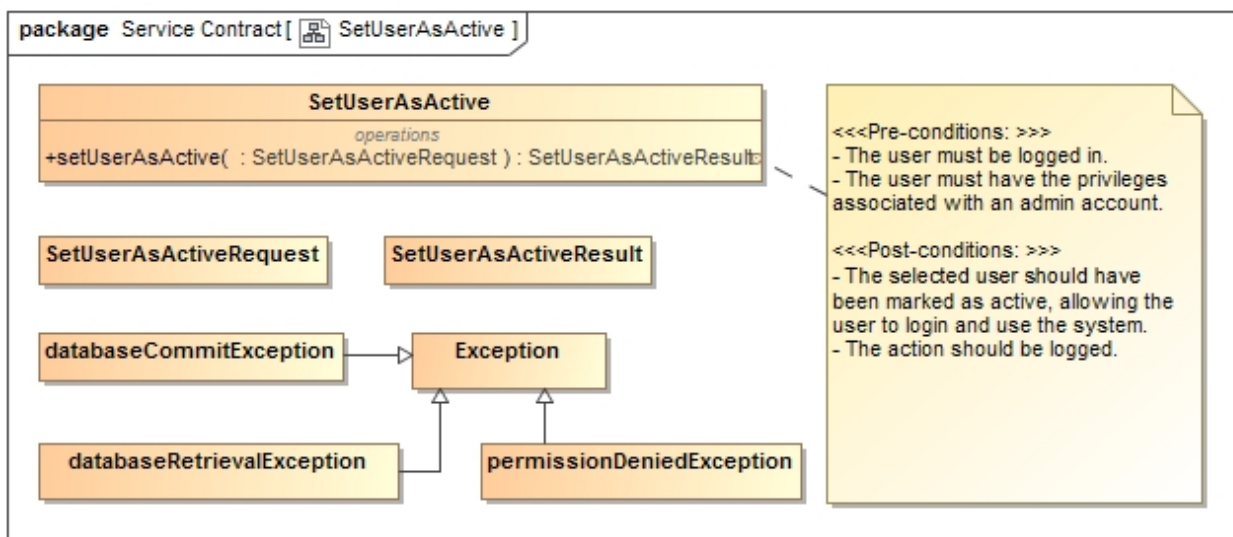 package Service Contract [ SetUserAsActive ]
SetUserAsActive
operations
+setUserAsActive( : SetUserAsActiveRequest ) : SetUserAsActiveResult
<<<Pre-conditions: >>>
- The user must be logged in.
- The user must have the privileges
associated with an admin account.
<<<Post-conditions: >>>
- The selected user should have
been marked as active, allowing the
user to login and use the system.
- The action should be logged.
SetUserAsActiveRequest
SetUserAsActiveResult
databaseCommitException
Exception
databaseRetrievalException
permissionDeniedException